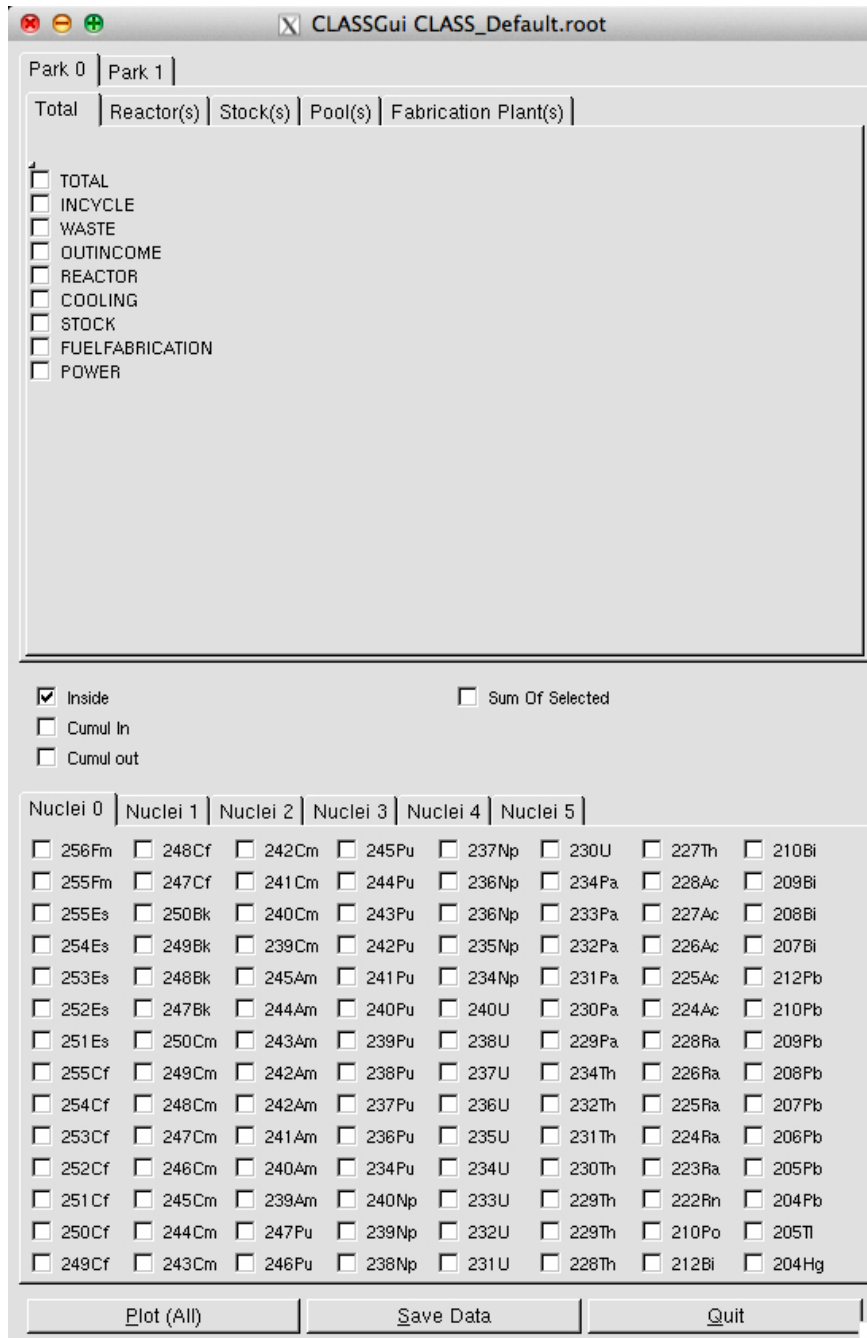 X CLASSGui CLASS_Default.root
Park 0 Park 1
Total Reactor(s) Stock(s) Pool(s) Fabrication Plant(s)
TOTAL
INCYCLE
WASTE
OUTINCOME
REACTOR
COOLING
STOCK
FUELFABRICATION
POWER
Inside Sum Of Selected
Cumul In
Cumul out
Nuclei 0 Nuclei 1 Nuclei 2 Nuclei 3 Nuclei 4 Nuclei 5
256Fm 248Cf 242Cm 245Pu 237Np 230U 227Th 210Bi
255Fm 247Cf 241Cm 244Pu 236Np 234Pa 228Ac 209Bi
255Es 250Bk 240Cm 243Pu 236Np 233Pa 227Ac 208Bi
254Es 249Bk 239Cm 242Pu 235Np 232Pa 226Ac 207Bi
253Es 248Bk 245Am 241Pu 234Np 231Pa 225Ac 212Pb
252Es 247Bk 244Am 240Pu 240U 230Pa 224Ac 210Pb
251Es 250Cm 243Am 239Pu 238U 229Pa 228Ra 209Pb
255Cf 249Cm 242Am 238Pu 237U 234Th 226Ra 208Pb
254Cf 248Cm 242Am 237Pu 236U 232Th 225Ra 207Pb
253Cf 247Cm 241Am 236Pu 235U 231Th 224Ra 206Pb
252Cf 246Cm 240Am 234Pu 234U 230Th 223Ra 205Pb
251Cf 245Cm 239Am 240Np 233U 229Th 222Rn 204Pb
250Cf 244Cm 247Pu 239Np 232U 229Th 210Po 205Tl
249Cf 243Cm 246Pu 238Np 231U 228Th 212Bi 204Hg
Plot (All) Save Data Quit